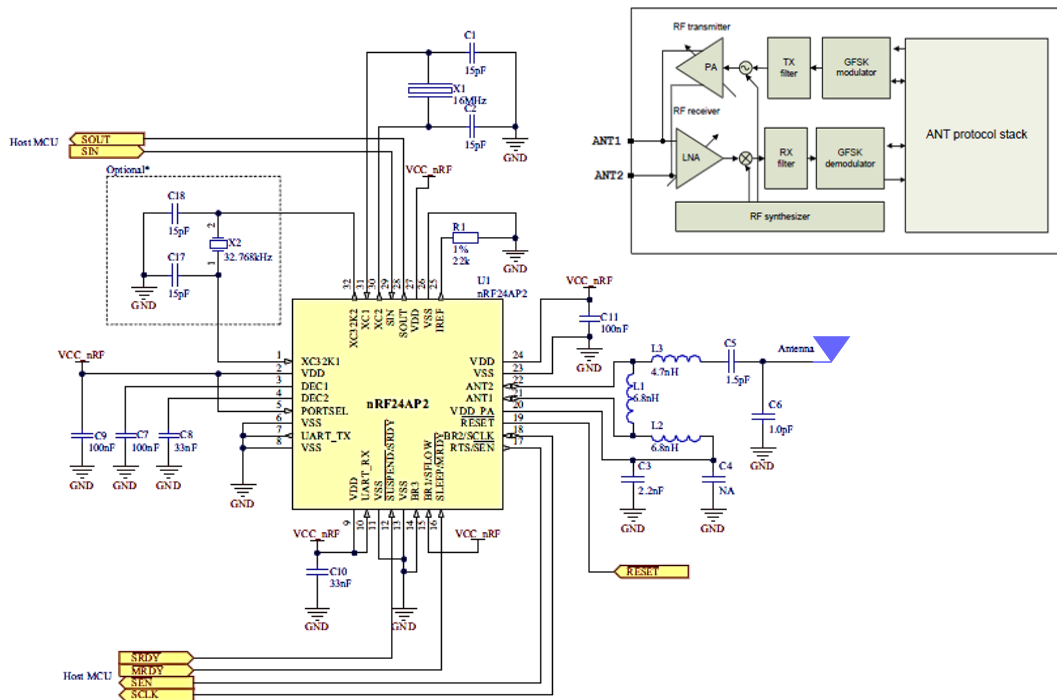 C1
15pF
X1
16MHz
C2
15pF
GND
Host MCU
SOUT
SIN
Optional*
C18
15pF
2
X2
32.768kHz
1
C17
15pF
GND
VCC_nRF
R1
1%
22k
GND
U1
nRF24AP2
32
31
30
29
28
27
26
25
XC32K2
XC1
XC2
SIN
SOUT
VDD
VSS
IREF
VCC_nRF
C11
100nF
GND
1
2
3
4
5
6
7
8
XC32K1
VDD
DEC1
DEC2
PORTSEL
VSS
UART_TX
VSS
nRF24AP2
VDD
VSS
ANT2
ANT1
VDD_PA
RESET
BR2/SCLK
RTS/SEN
24
23
22
21
20
19
18
17
VDD
UART_RX
VSS
SUSPEND/SRDY
VSS
BR3
BR1/SFLOW
SLEEP/MRDY
9
10
11
12
13
14
15
16
VCC_nRF
C9
100nF
GND
C7
100nF
GND
C8
33nF
GND
GND
VCC_nRF
C10
33nF
GND
GND
VCC_nRF
L3
4.7nH
L1
6.8nH
L2
6.8nH
C5
1.5pF
Antenna
C6
1.0pF
GND
C3
2.2nF
GND
C4
NA
GND
RESET
Host MCU
SRDY
MRDY
SEN
SCLK
RF transmitter
PA
TX
filter
GFSK
modulator
RF receiver
ANT1
ANT2
LNA
RX
filter
GFSK
demodulator
RF synthesizer
ANT protocol stack